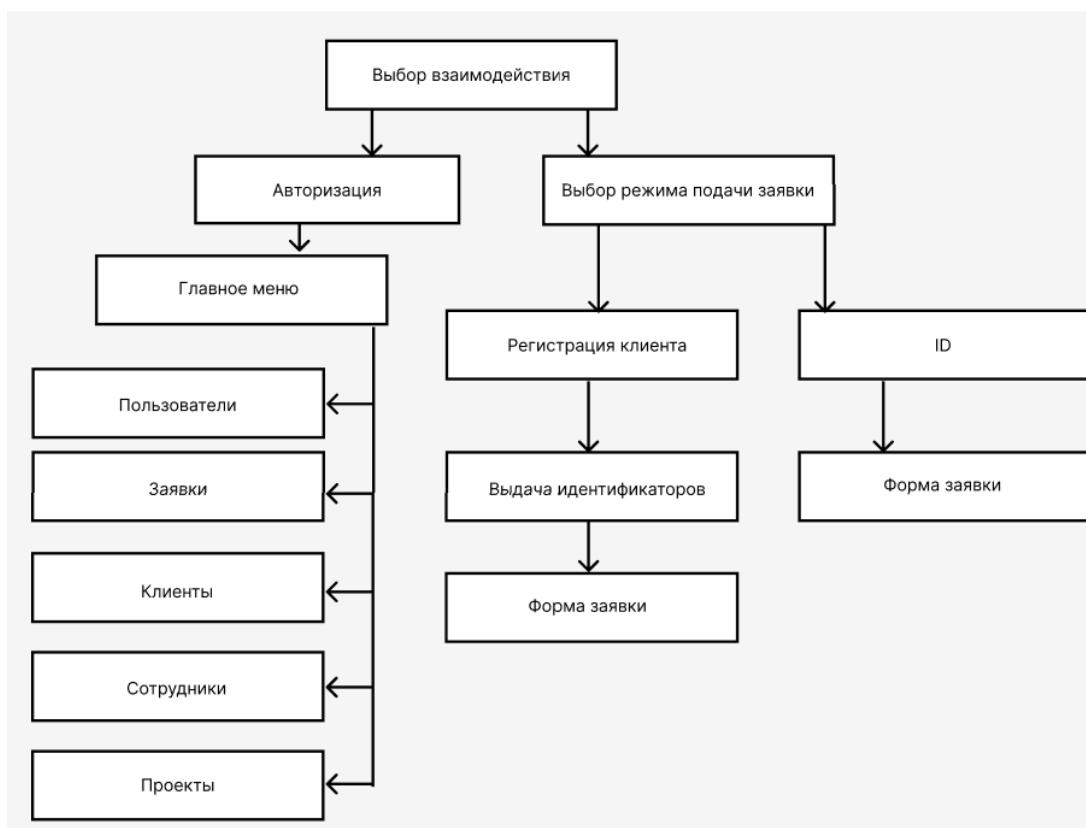 Выбор взаимодействия
Авторизация
Выбор режима подачи заявки
Главное меню
Регистрация клиента
ID
Пользователи
Заявки
Выдача идентификаторов
Форма заявки
Клиенты
Форма заявки
Сотрудники
Проекты